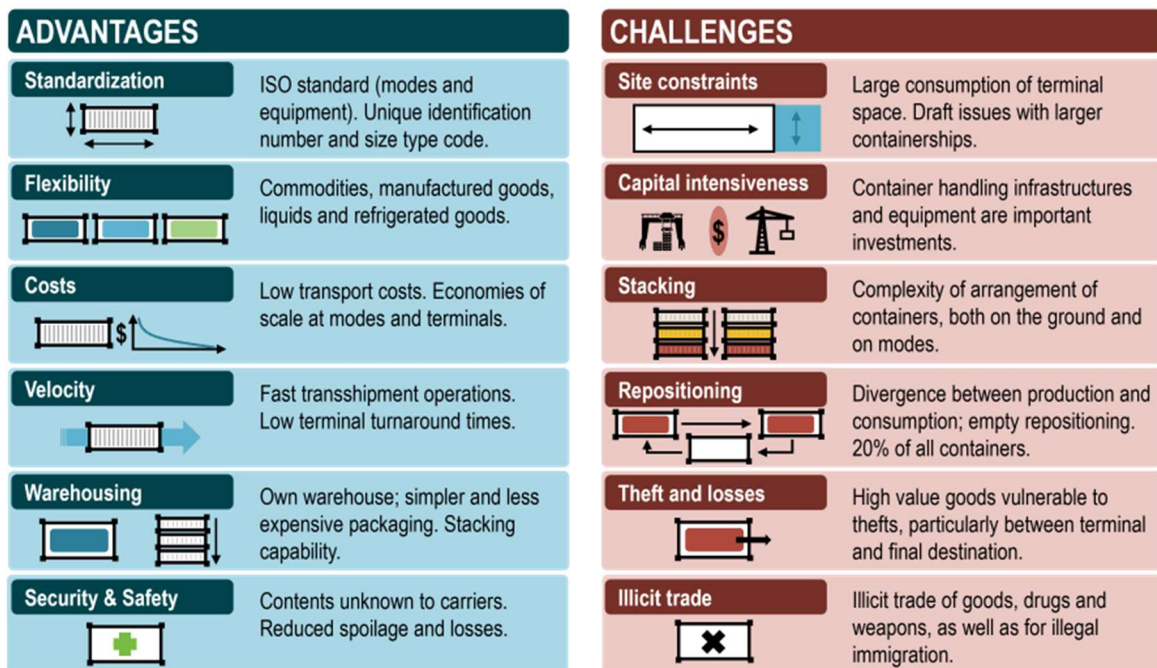 ADVANTAGES
Standardization
ISO standard (modes and
equipment). Unique identification
number and size type code.
Flexibility
Commodities, manufactured goods,
liquids and refrigerated goods.
Costs
$
Low transport costs. Economies of
scale at modes and terminals.
Velocity
Fast transshipment operations.
Low terminal turnaround times.
Warehousing
Own warehouse; simpler and less
expensive packaging. Stacking
capability.
Security & Safety
Contents unknown to carriers.
Reduced spoilage and losses.
CHALLENGES
Site constraints
Large consumption of terminal
space. Draft issues with larger
containerships.
Capital intensiveness
$
Container handling infrastructures
and equipment are important
investments.
Stacking
Complexity of arrangement of
containers, both on the ground and
on modes.
Repositioning
Divergence between production and
consumption; empty repositioning.
20% of all containers.
Theft and losses
High value goods vulnerable to
thefts, particularly between terminal
and final destination.
Illicit trade
Illicit trade of goods, drugs and
weapons, as well as for illegal
immigration.